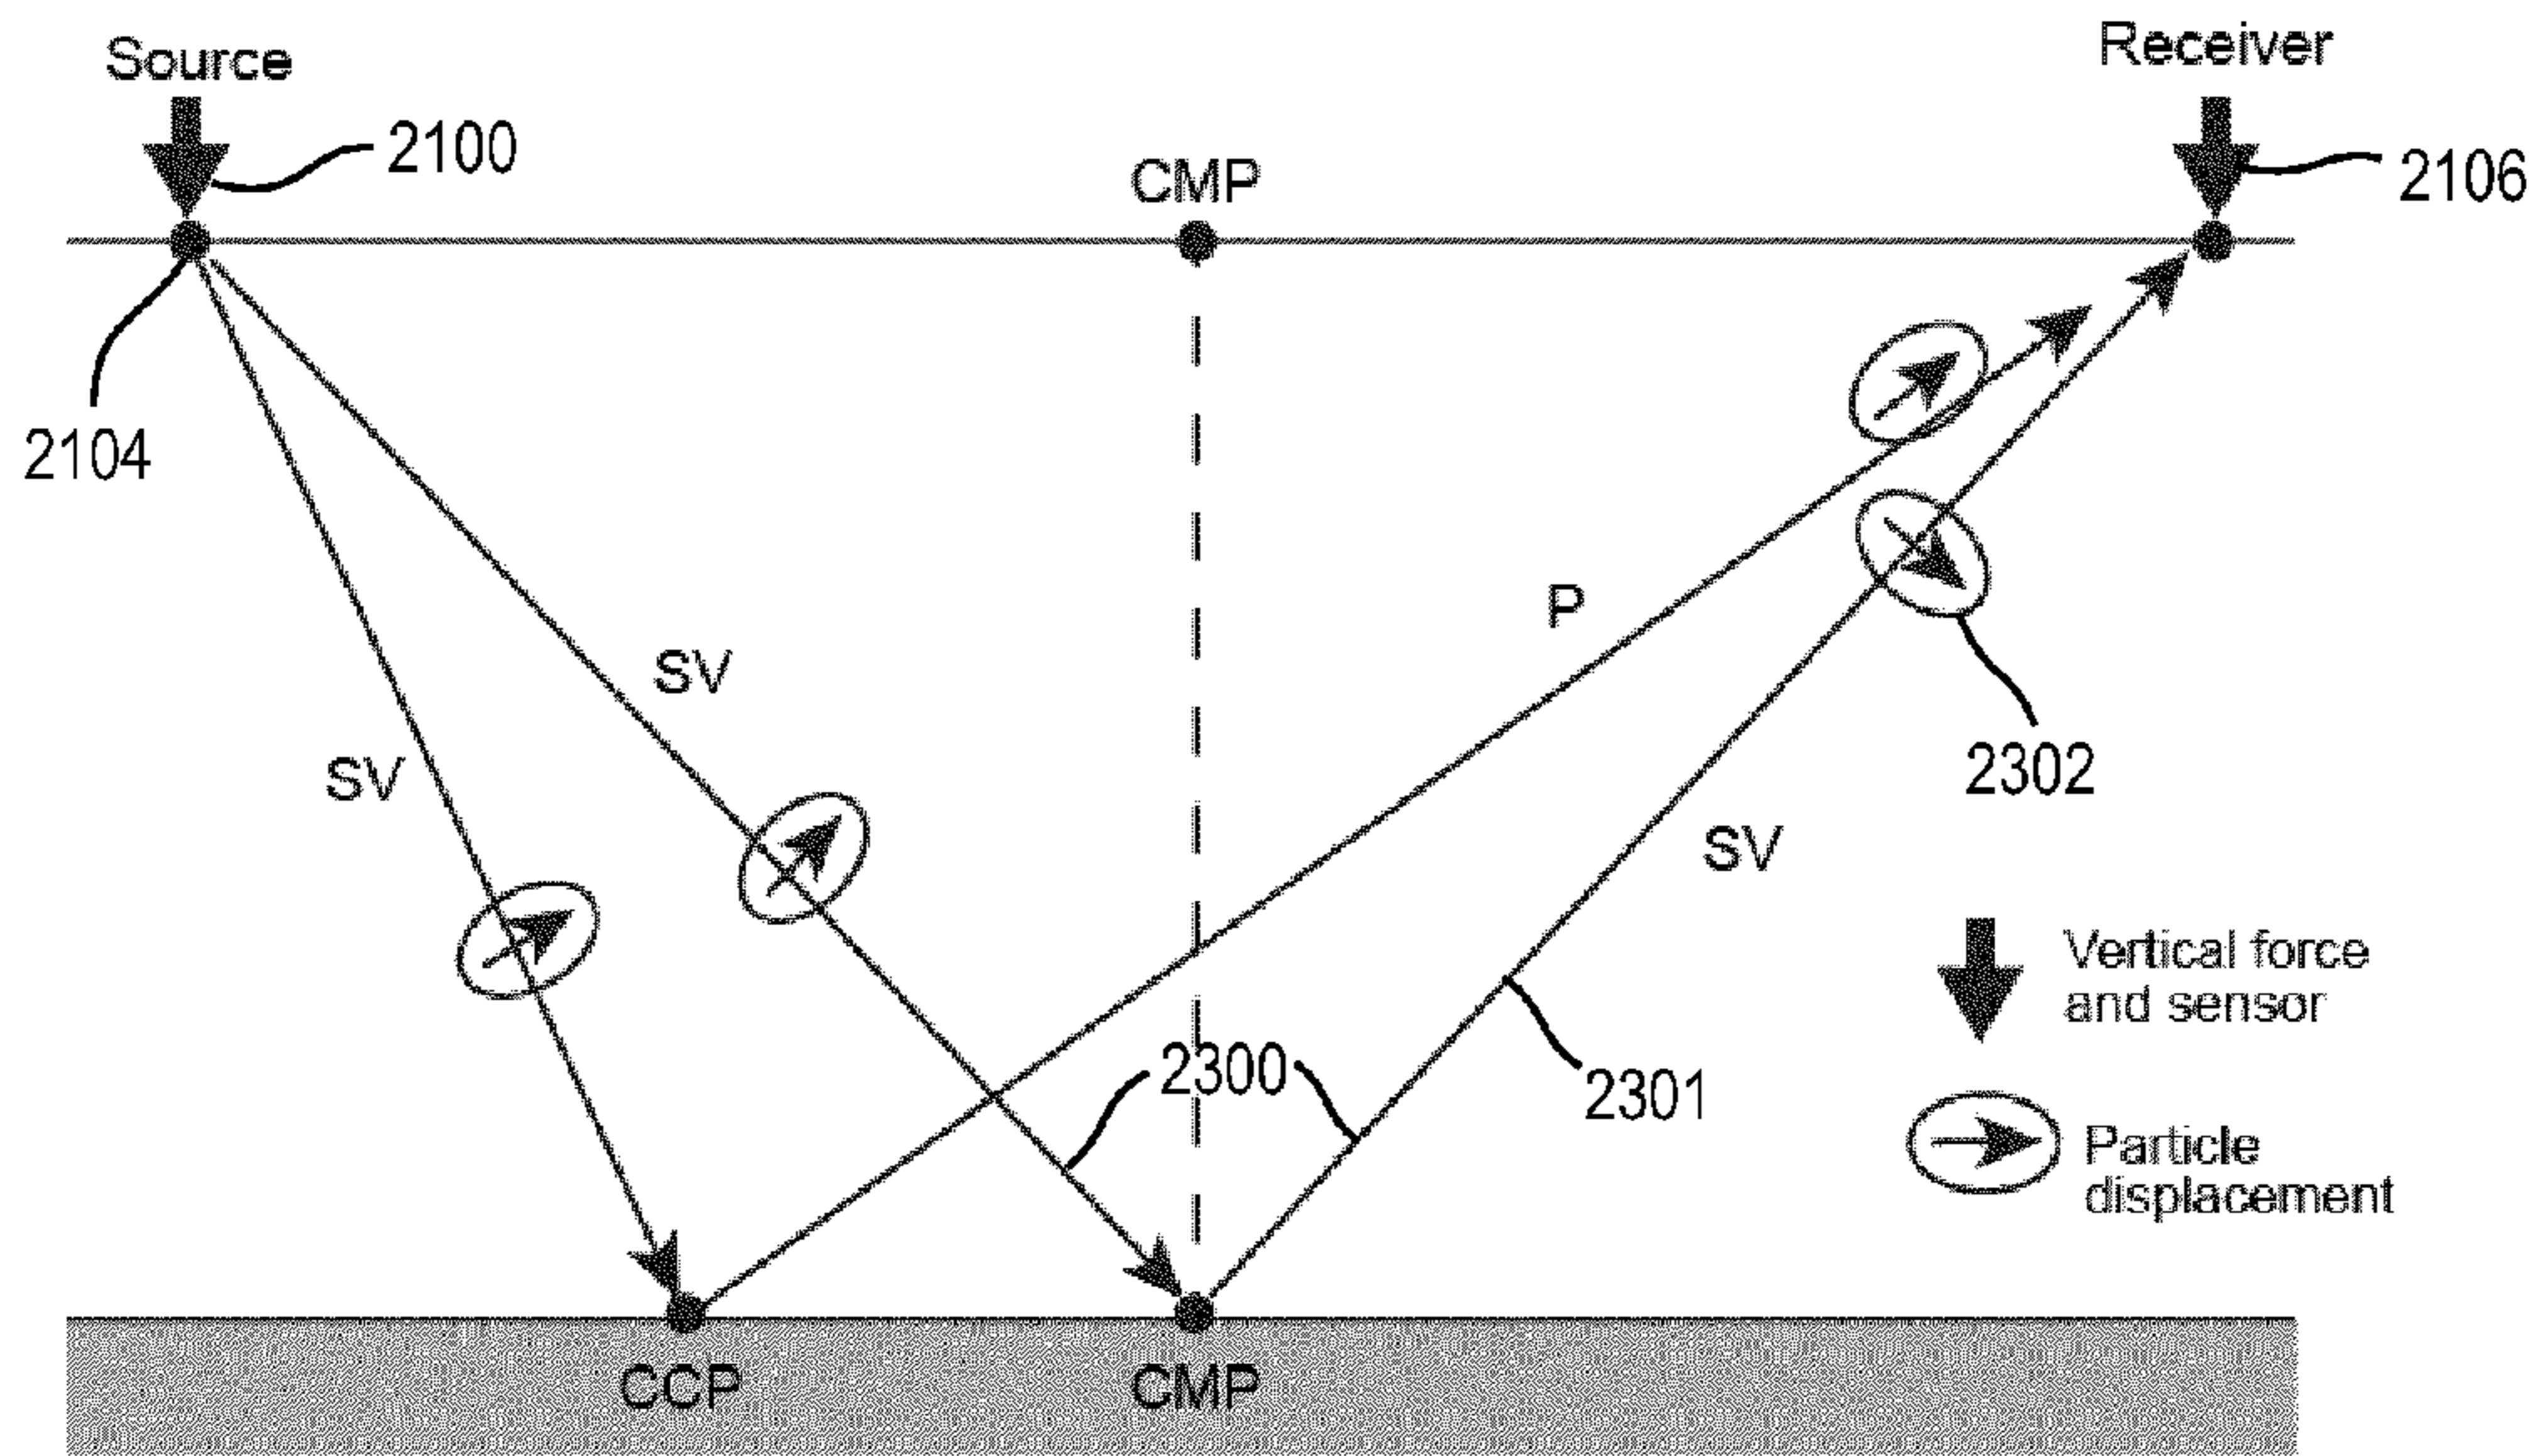 Source
Receiver
2100
CMP
2106
2104
P
SV
SV
2302
SV
Vertical force
and sensor
2300
2301
Particle
displacement
CCP
CMP